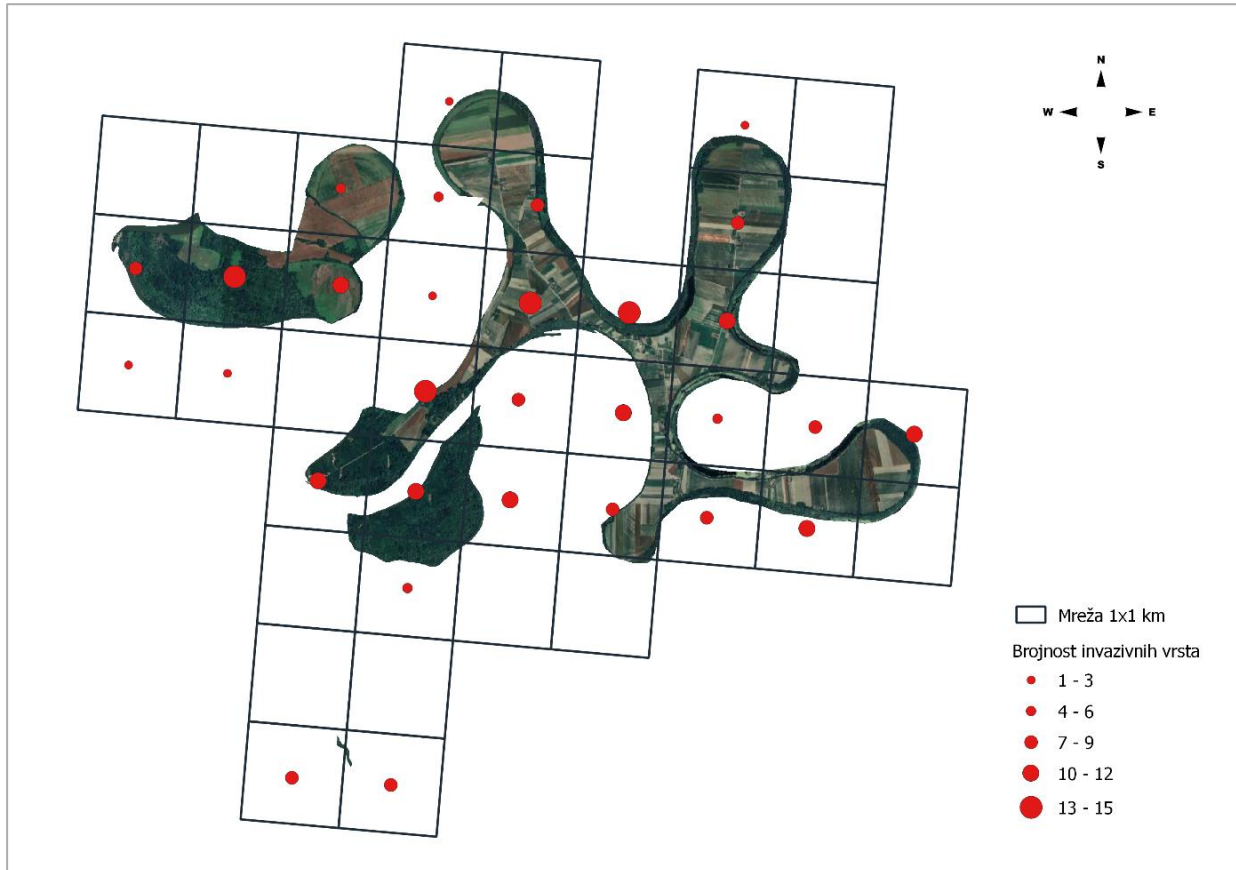 N
W E
S
Mreža 1x1 km
Brojnost invazivnih vrsta
1 - 3
4 - 6
7 - 9
10 - 12
13 - 15